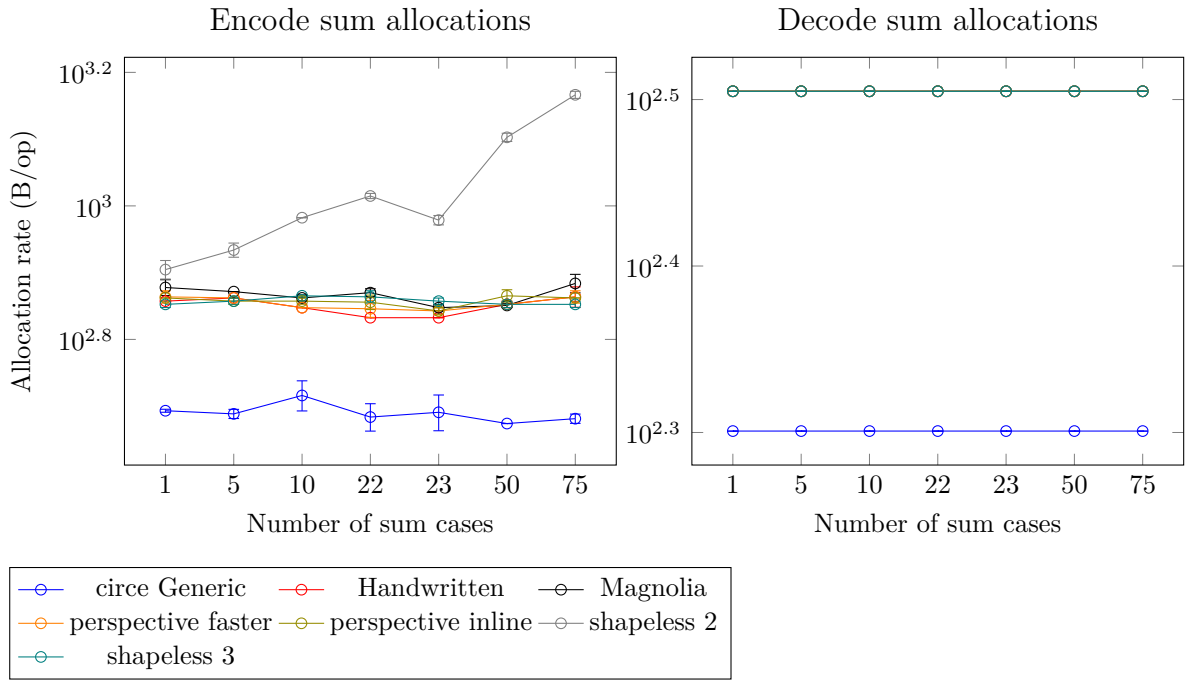 Encode sum allocations
Decode sum allocations
Allocation rate (B/op)
10^3.2
10^3
10^2.8
1 5 10 22 23 50 75
Number of sum cases
10^2.5
10^2.4
10^2.3
1 5 10 22 23 50 75
Number of sum cases
circe Generic Handwritten Magnolia
perspective faster perspective inline shapeless 2
shapeless 3